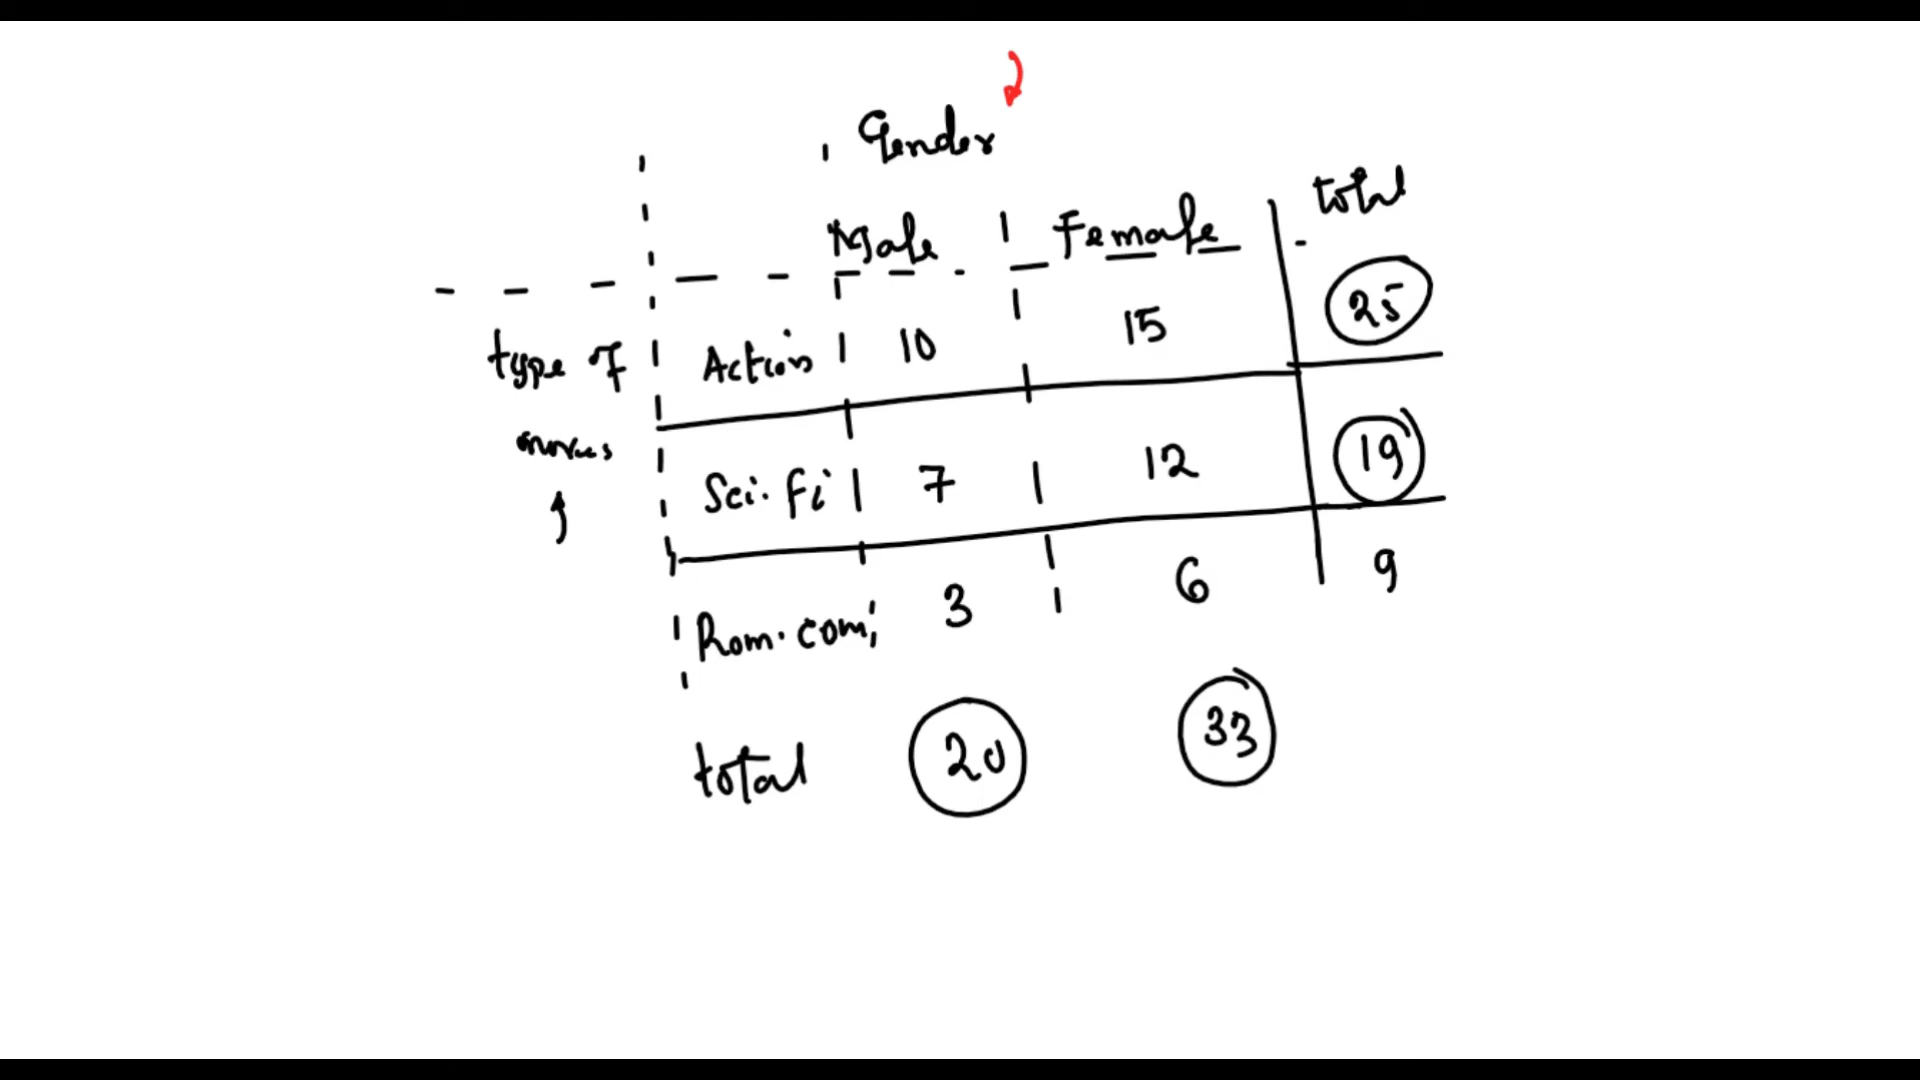 Gender
Male Female total
type of Action 10 15 25
movies Sci-Fi 7 12 19
Rom-com 3 6 9
total 20 33